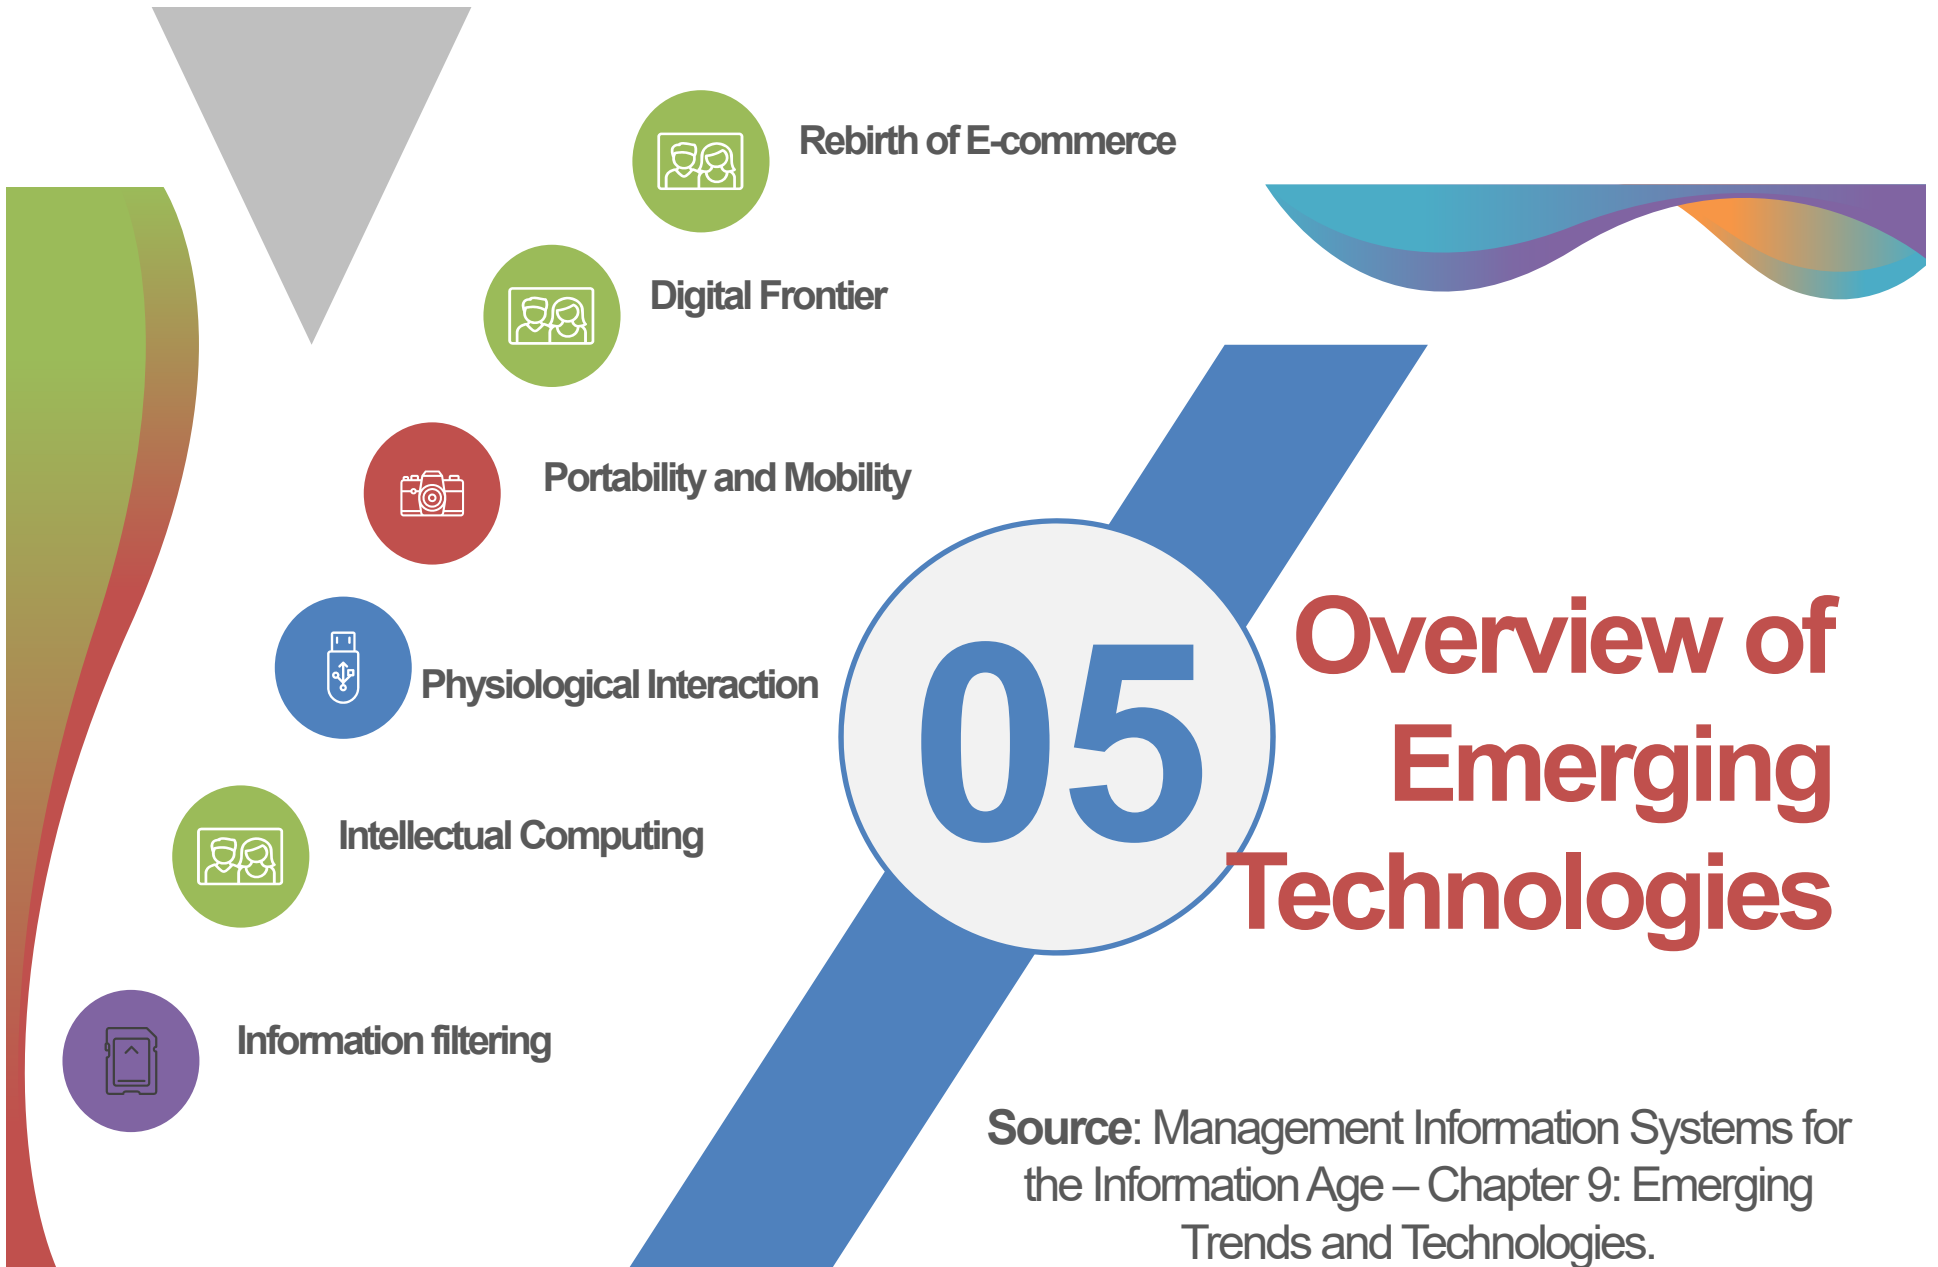 Rebirth of E-commerce
Digital Frontier
Portability and Mobility
Physiological Interaction
Intellectual Computing
Information filtering
05
Overview of
Emerging
Technologies
Source: Management Information Systems for
the Information Age – Chapter 9: Emerging
Trends and Technologies.